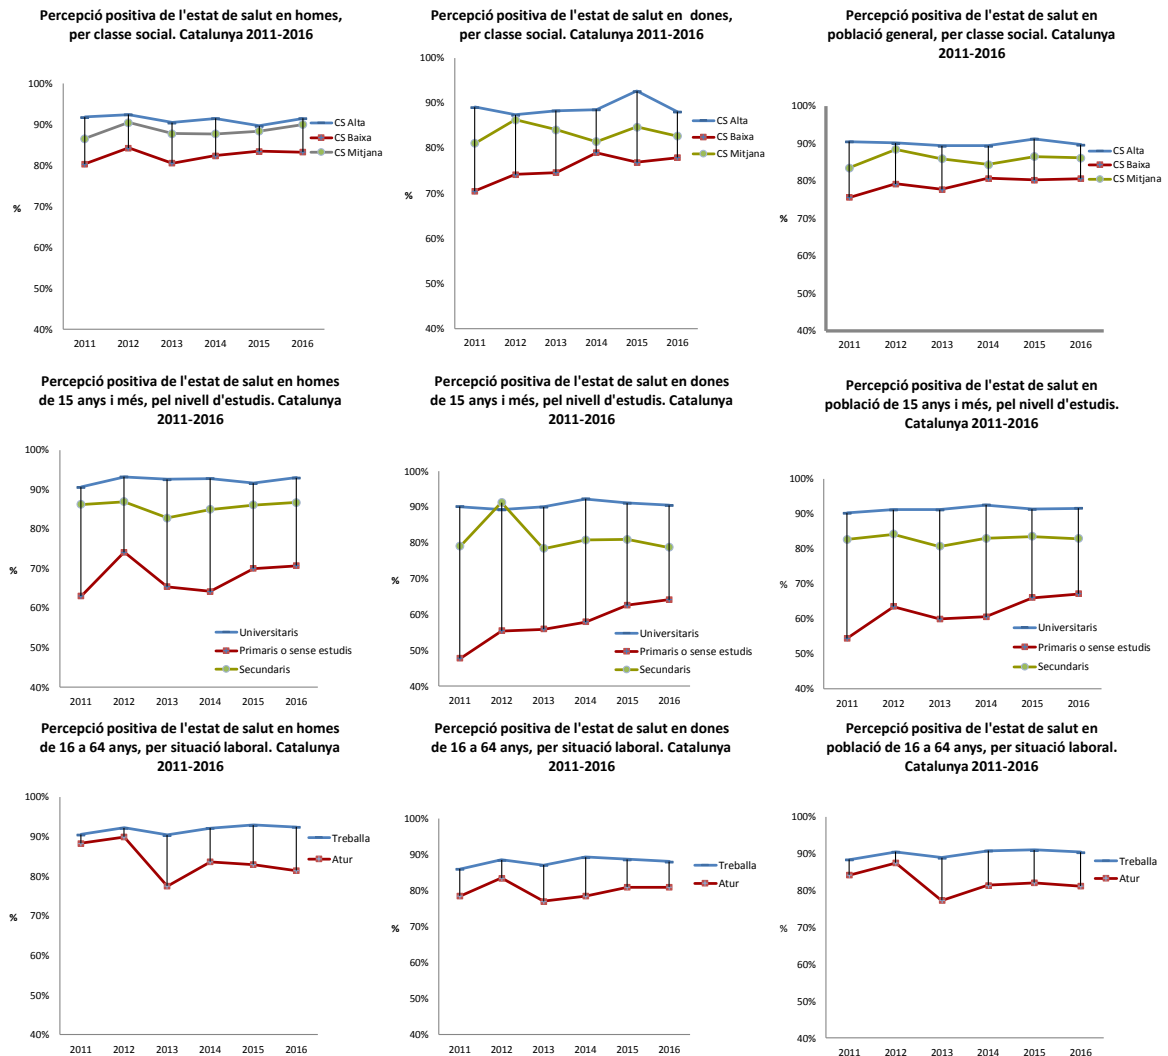 Percepció positiva de l'estat de salut en homes,
per classe social. Catalunya 2011-2016
100%
90%
80%
70%
%
60%
50%
40%
2011 2012 2013 2014 2015 2016
CS Alta
CS Baixa
CS Mitjana
Percepció positiva de l'estat de salut en dones,
per classe social. Catalunya 2011-2016
100%
90%
80%
70%
%
60%
50%
40%
2011 2012 2013 2014 2015 2016
CS Alta
CS Baixa
CS Mitjana
Percepció positiva de l'estat de salut en
població general, per classe social. Catalunya
2011-2016
100%
90%
80%
%
70%
60%
50%
40%
2011 2012 2013 2014 2015 2016
CS Alta
CS Baixa
CS Mitjana
Percepció positiva de l'estat de salut en homes
de 15 anys i més, pel nivell d'estudis. Catalunya
2011-2016
100%
90%
80%
70%
%
60%
50%
40%
Universitaris
Primaris o sense estudis
Secundaris
2011 2012 2013 2014 2015 2016
Percepció positiva de l'estat de salut en dones
de 15 anys i més, pel nivell d'estudis. Catalunya
2011-2016
100%
90%
80%
70%
%
60%
50%
40%
Universitaris
Primaris o sense estudis
Secundaris
2011 2012 2013 2014 2015 2016
Percepció positiva de l'estat de salut en
població de 15 anys i més, pel nivell d'estudis.
Catalunya 2011-2016
100%
90%
80%
70%
%
60%
50%
40%
Universitaris
Primaris o sense estudis
Secundaris
2011 2012 2013 2014 2015 2016
Percepció positiva de l'estat de salut en homes
de 16 a 64 anys, per situació laboral. Catalunya
2011-2016
100%
90%
80%
70%
%
60%
50%
40%
2011 2012 2013 2014 2015 2016
Treballa
Atur
Percepció positiva de l'estat de salut en dones
de 16 a 64 anys, per situació laboral. Catalunya
2011-2016
100%
90%
80%
70%
%
60%
50%
40%
2011 2012 2013 2014 2015 2016
Treballa
Atur
Percepció positiva de l'estat de salut en
població de 16 a 64 anys, per situació laboral.
Catalunya 2011-2016
100%
90%
80%
70%
%
60%
50%
40%
2011 2012 2013 2014 2015 2016
Treballa
Atur